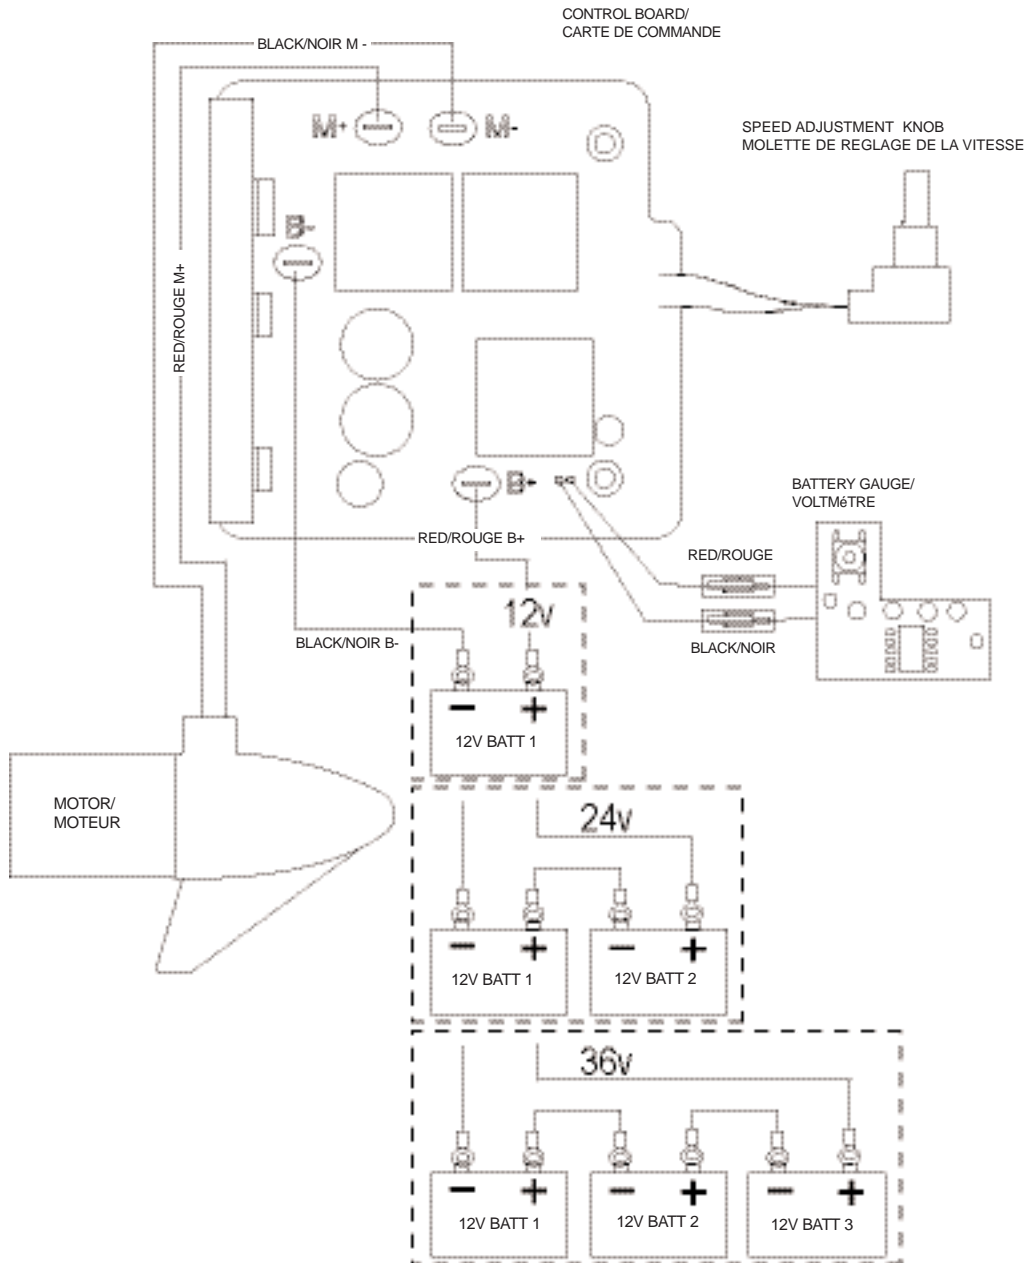 CONTROL BOARD/
CARTE DE COMMANDE
BLACK/NOIR M -
M+
M-
SPEED ADJUSTMENT KNOB
MOLETTE DE REGLAGE DE LA VITESSE
B-
RED/ROUGE M+
B+
BATTERY GAUGE/
VOLTMéTRE
RED/ROUGE B+
RED/ROUGE
12v
BLACK/NOIR B-
BLACK/NOIR
− +
12V BATT 1
MOTOR/
MOTEUR
24v
− + − +
12V BATT 1
12V BATT 2
36v
− + − + − +
12V BATT 1
12V BATT 2
12V BATT 3